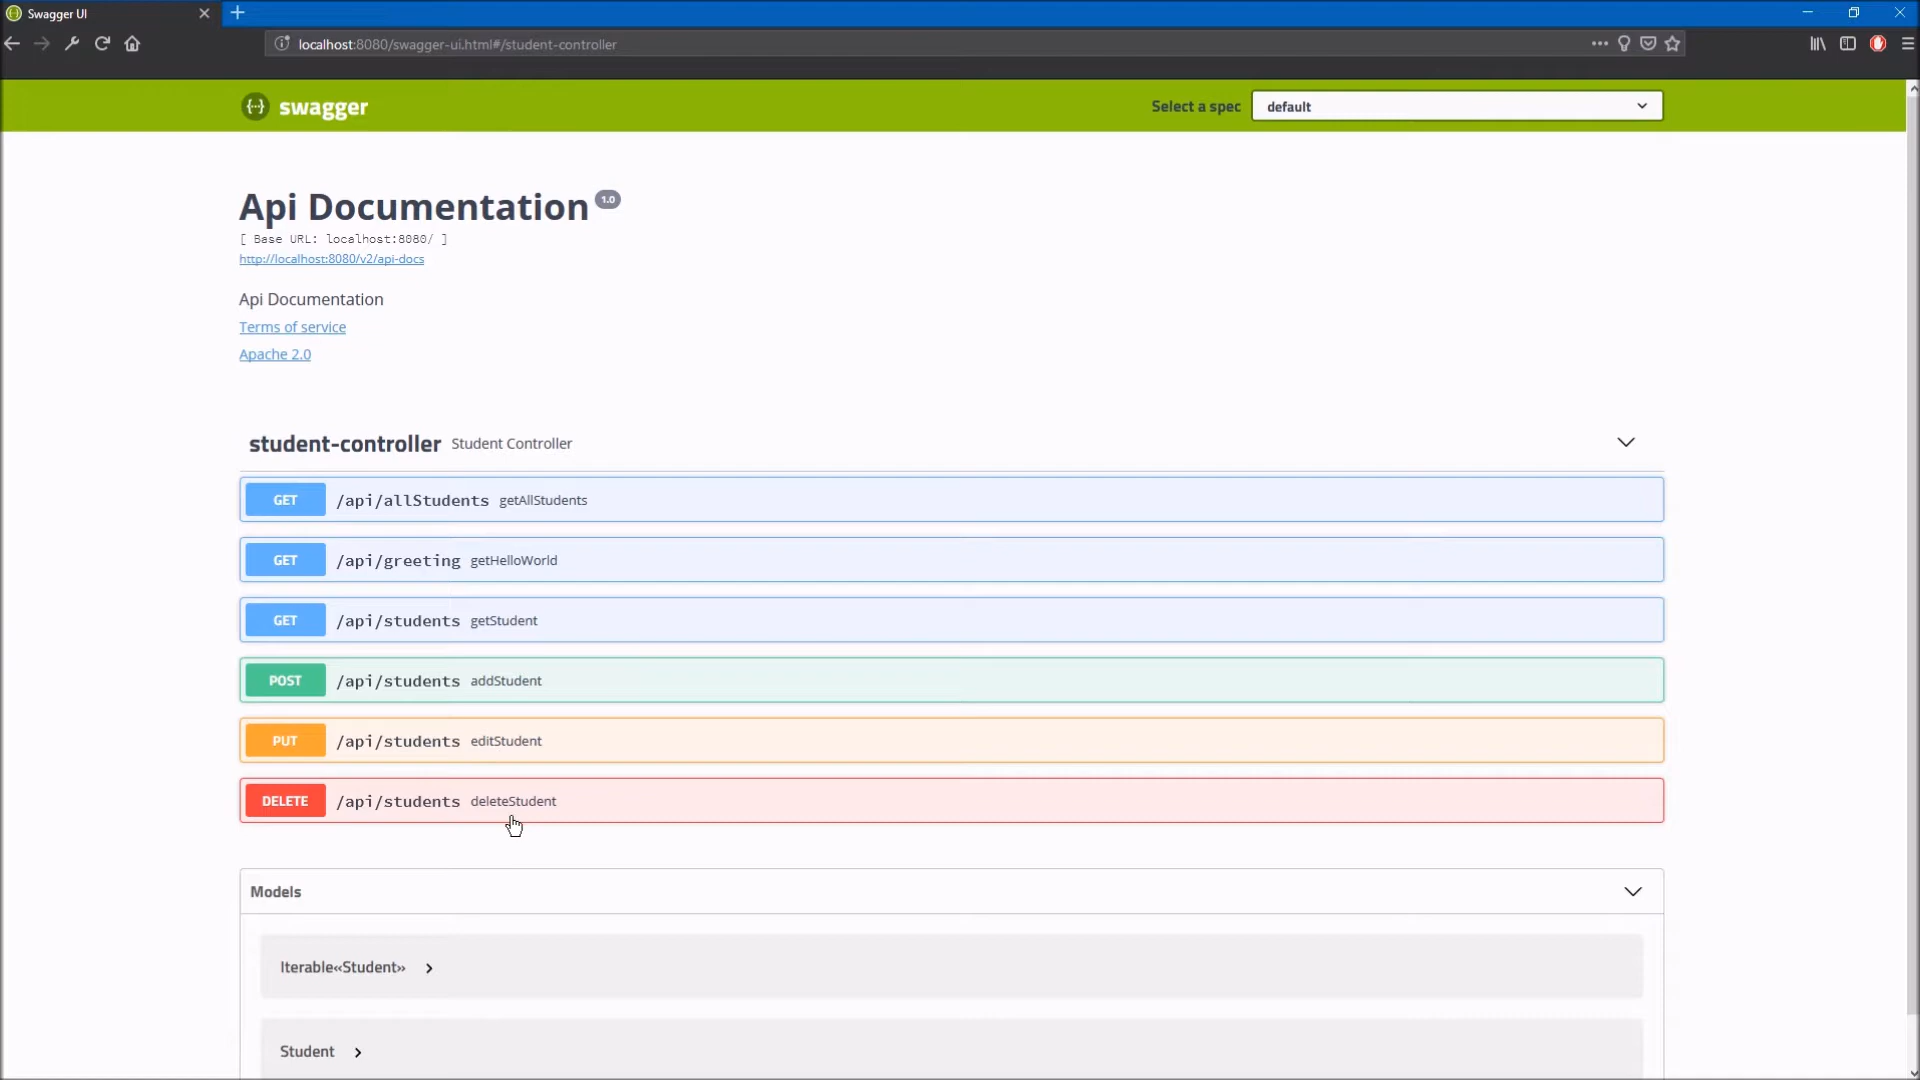 Swagger UI
localhost:8080/swagger-ui.html#/student-controller
swagger
Select a spec default
Api Documentation 1.0
[ Base URL: localhost:8080/ ]
http://localhost:8080/v2/api-docs
Api Documentation
Terms of service
Apache 2.0
student-controller Student Controller
GET /api/allStudents getAllStudents
GET /api/greeting getHelloWorld
GET /api/students getStudent
POST /api/students addStudent
PUT /api/students editStudent
DELETE /api/students deleteStudent
Models
Iterable«Student»
Student